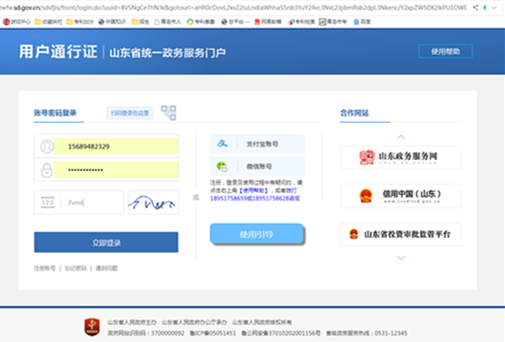 用户通行证 山东省统一政务服务门户
使用帮助
账号密码登录 扫码登录在这里
15689482329
************
7vmt
立即登录
注册账号 | 忘记密码 | 遇到问题
或
支付宝账号
微信账号
注册、登录及使用过程中有疑问的，请
点击右上角【使用帮助】，或者拨打
18951758659或18951758628咨询
使用引导
合作网站
山东政务服务网
信用中国（山东）
山东省投资审批监管平台
山东省人民政府主办 山东省人民政府办公厅承办 山东省人民政府版权所有
政府网站识别码：3700000092 鲁ICP备05051451 鲁公网安备37010202001156号 省级政务服务热线：0531-12345